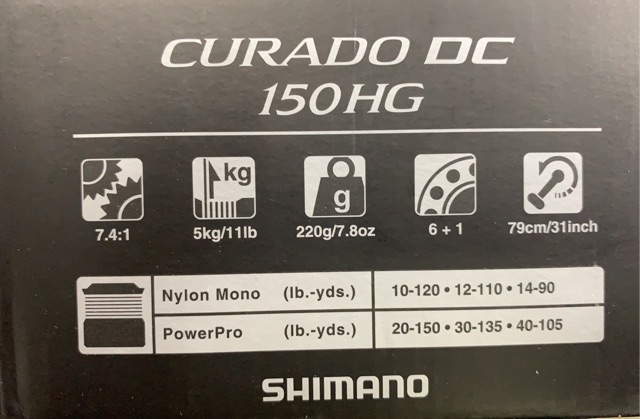 CURADO DC
150HG
kg
g
7.4:1 5kg/11lb 220g/7.8oz 6 + 1 79cm/31inch
Nylon Mono (lb.-yds.) 10-120 • 12-110 • 14-90
PowerPro (lb.-yds.) 20-150 • 30-135 • 40-105
SHIMANO